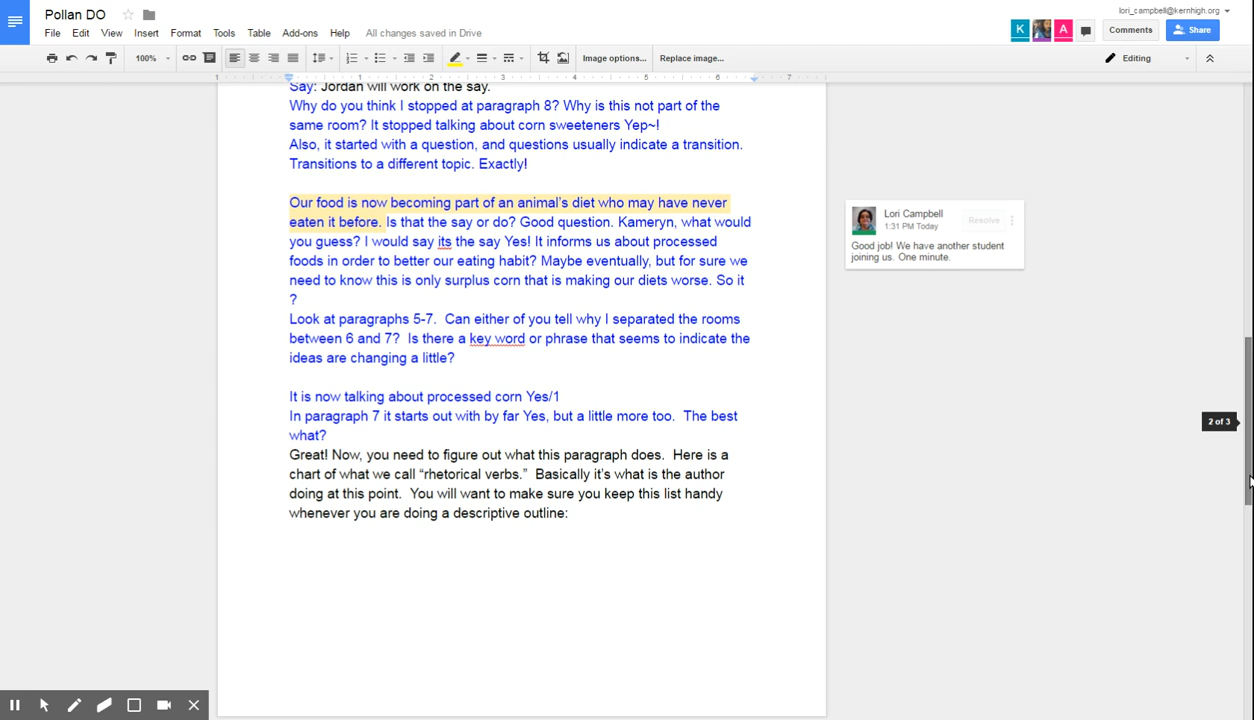 Pollan DO
lori_campbell@kernhigh.org
File Edit View Insert Format Tools Table Add-ons Help All changes saved in Drive
K A Comments Share
100% Image options... Replace image... Editing
1 1 2 3 4 5 6 7
Say: Jordan will work on the say.
Why do you think I stopped at paragraph 8? Why is this not part of the
same room? It stopped talking about corn sweeteners Yep~!
Also, it started with a question, and questions usually indicate a transition.
Transitions to a different topic. Exactly!
Our food is now becoming part of an animal's diet who may have never
eaten it before. Is that the say or do? Good question. Kameryn, what would
you guess? I would say its the say Yes! It informs us about processed
foods in order to better our eating habit? Maybe eventually, but for sure we
need to know this is only surplus corn that is making our diets worse. So it
?
Look at paragraphs 5-7. Can either of you tell why I separated the rooms
between 6 and 7? Is there a key word or phrase that seems to indicate the
ideas are changing a little?
It is now talking about processed corn Yes/1
In paragraph 7 it starts out with by far Yes, but a little more too. The best
what?
Great! Now, you need to figure out what this paragraph does. Here is a
chart of what we call “rhetorical verbs.” Basically it's what is the author
doing at this point. You will want to make sure you keep this list handy
whenever you are doing a descriptive outline:
Lori Campbell
1:31 PM Today
Resolve
Good job! We have another student
joining us. One minute.
2 of 3